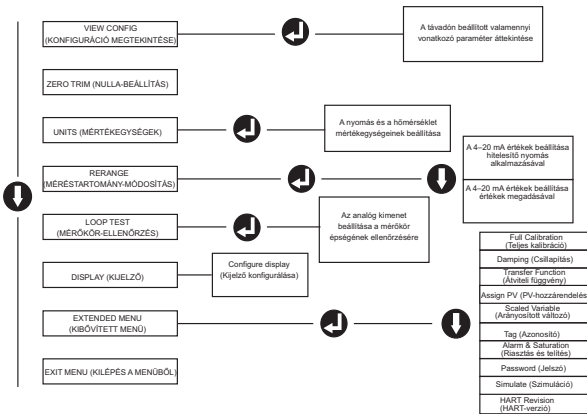 VIEW CONFIG
(KONFIGURÁCIÓ MEGTEKINTÉSE)
A távadón beállított valamennyi
vonatkozó paraméter áttekintése
ZERO TRIM (NULLA-BEÁLLÍTÁS)
UNITS (MÉRTÉKEGYSÉGEK)
A nyomás és a hőmérséklet
mértékegységeinek beállítása
RERANGE
(MÉRÉSTARTOMÁNY-MÓDOSÍTÁS)
A 4–20 mA értékek beállítása
hitelesítő nyomás
alkalmazásával
A 4–20 mA értékek beállítása
értékek megadásával
LOOP TEST
(MÉRŐKÖR-ELLENŐRZÉS)
Az analóg kimenet
beállítása a mérőkör
épségének ellenőrzésére
DISPLAY (KIJELZŐ)
Configure display
(Kijelző konfigurálása)
EXTENDED MENU
(KIBŐVÍTETT MENÜ)
Full Calibration
(Teljes kalibráció)
Damping (Csillapítás)
Transfer Function
(Átviteli függvény)
Assign PV (PV-hozzárendelés
Scaled Variable
(Arányosított változó)
Tag (Azonosító)
Alarm & Saturation
(Riasztás és telítés)
Password (Jelszó)
Simulate (Szimuláció)
HART Revision
(HART-verzió)
EXIT MENU (KILÉPÉS A MENÜBŐL)